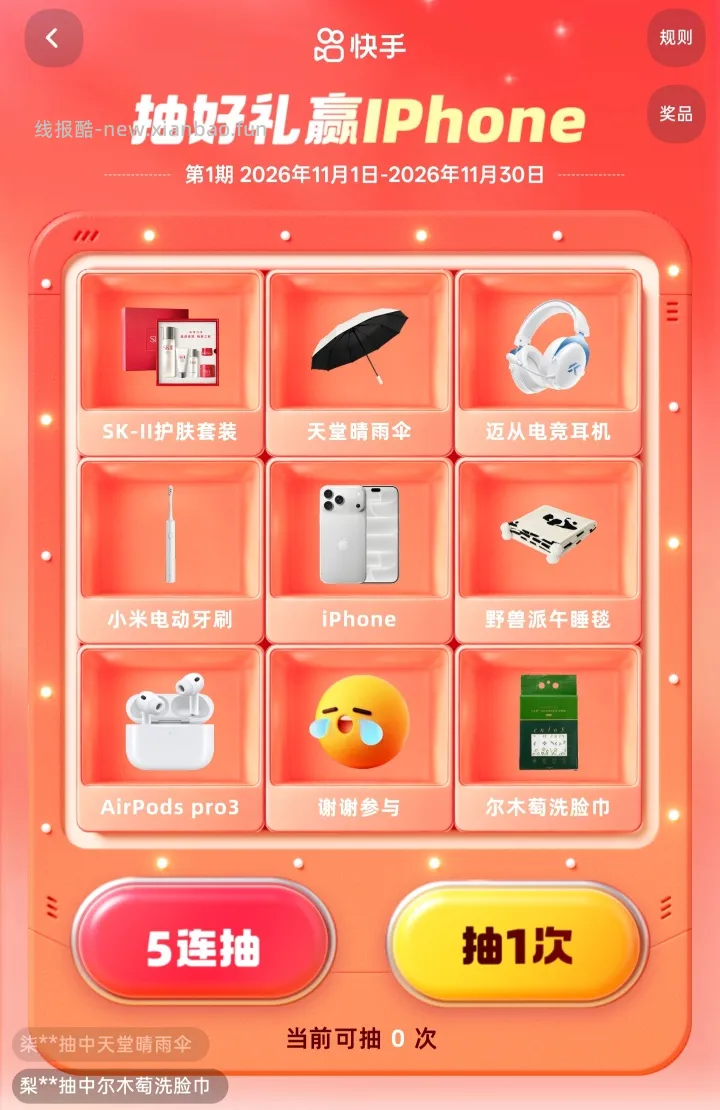 快手
规则
抽好礼赢IPhone
线报酷-new.xianbao.fun
奖品
第1期 2026年11月1日-2026年11月30日
SK-II护肤套装
天堂晴雨伞
迈从电竞耳机
小米电动牙刷
iPhone
野兽派午睡毯
AirPods pro3
谢谢参与
尔木萄洗脸巾
5连抽
抽1次
当前可抽 0 次
柒**抽中天堂晴雨伞
梨**抽中尔木萄洗脸巾